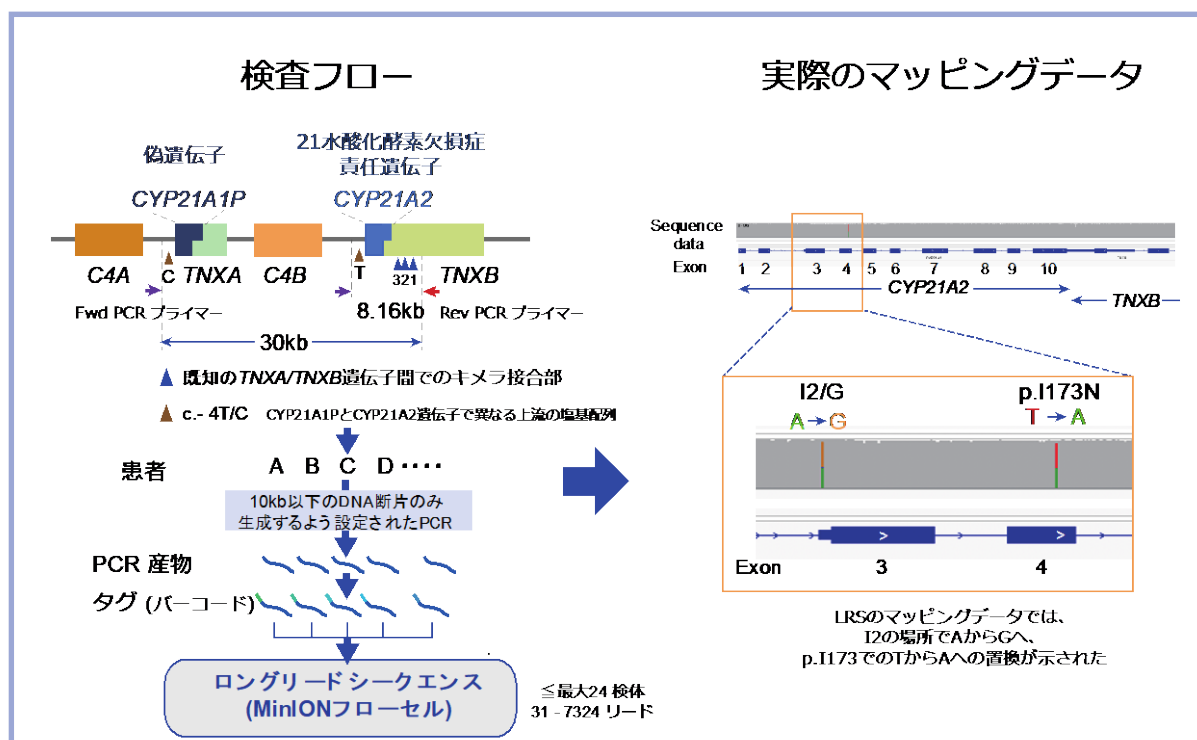 検査フロー
偽遺伝子
21水酸化酵素欠損症
責任遺伝子
CYP21A1P
CYP21A2
C4A
C
TNXA
C4B
T
321
TNXB
Fwd PCR プライマー
8.16kb
Rev PCR プライマー
30kb
既知のTNXA/TNXB遺伝子間でのキメラ接合部
c.- 4T/C CYP21A1PとCYP21A2遺伝子で異なる上流の塩基配列
患者
A B C D ‥‥
10kb以下のDNA断片のみ
生成するよう設定されたPCR
PCR 産物
タグ (バーコード)
ロングリードシークエンス
(MinIONフローセル)
≦最大24 検体
31 - 7324 リード
実際のマッピングデータ
Sequence
data
Exon
1 2 3 4 5 6 7 8 9 10
CYP21A2
TNXB
I2/G
A → G
p.I173N
T → A
Exon 3 4
LRSのマッピングデータでは、
I2の場所でAからGへ、
p.I173でのTからAへの置換が示された